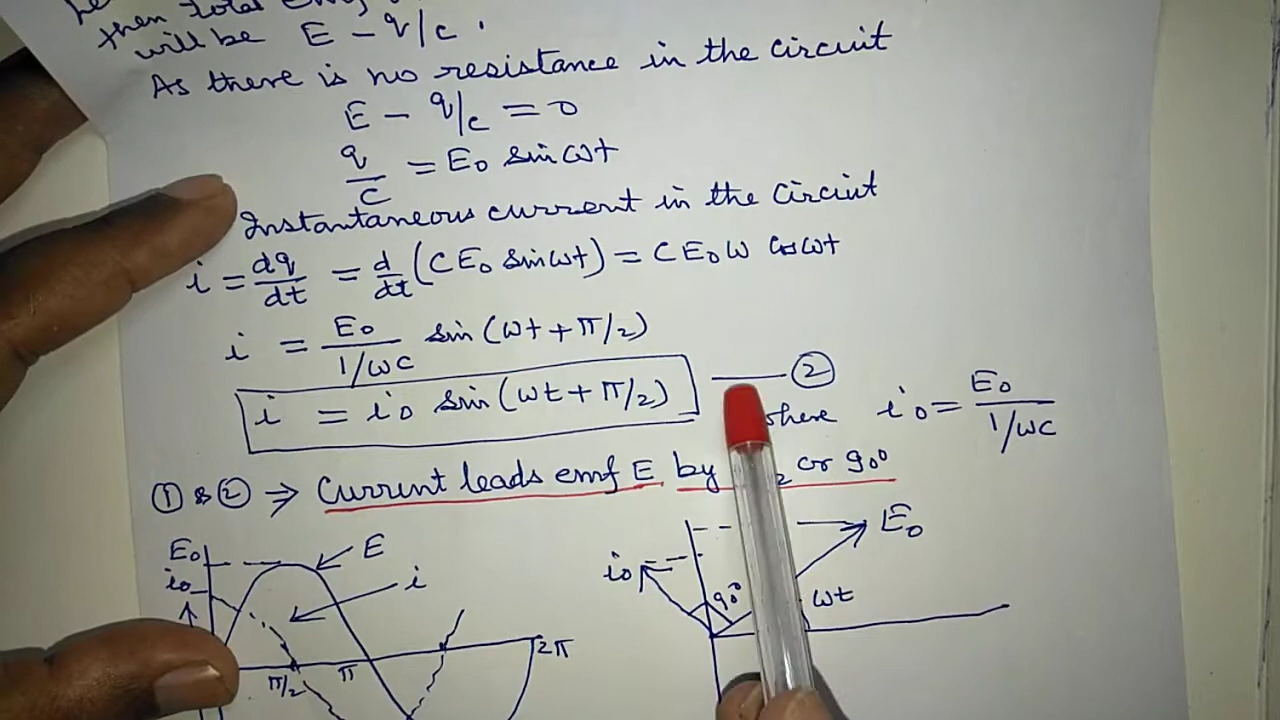 then total
will be E - q/c.
As there is no resistance in the circuit
E - q/c = 0
q/c = E₀ sin ωt
Instantaneous current in the circuit
i = dq/dt = d/dt (CE₀ sin ωt) = CE₀ω cos ωt
i = E₀/(1/ωc) sin (ωt + π/2)
i = i₀ sin (ωt + π/2) — ②
where i₀ = E₀/(1/ωc)
① & ② ⇒ Current leads emf E by 2 or 90°
E₀ E
i₀ i
π/2 π 2π
E₀
i₀
90° ωt